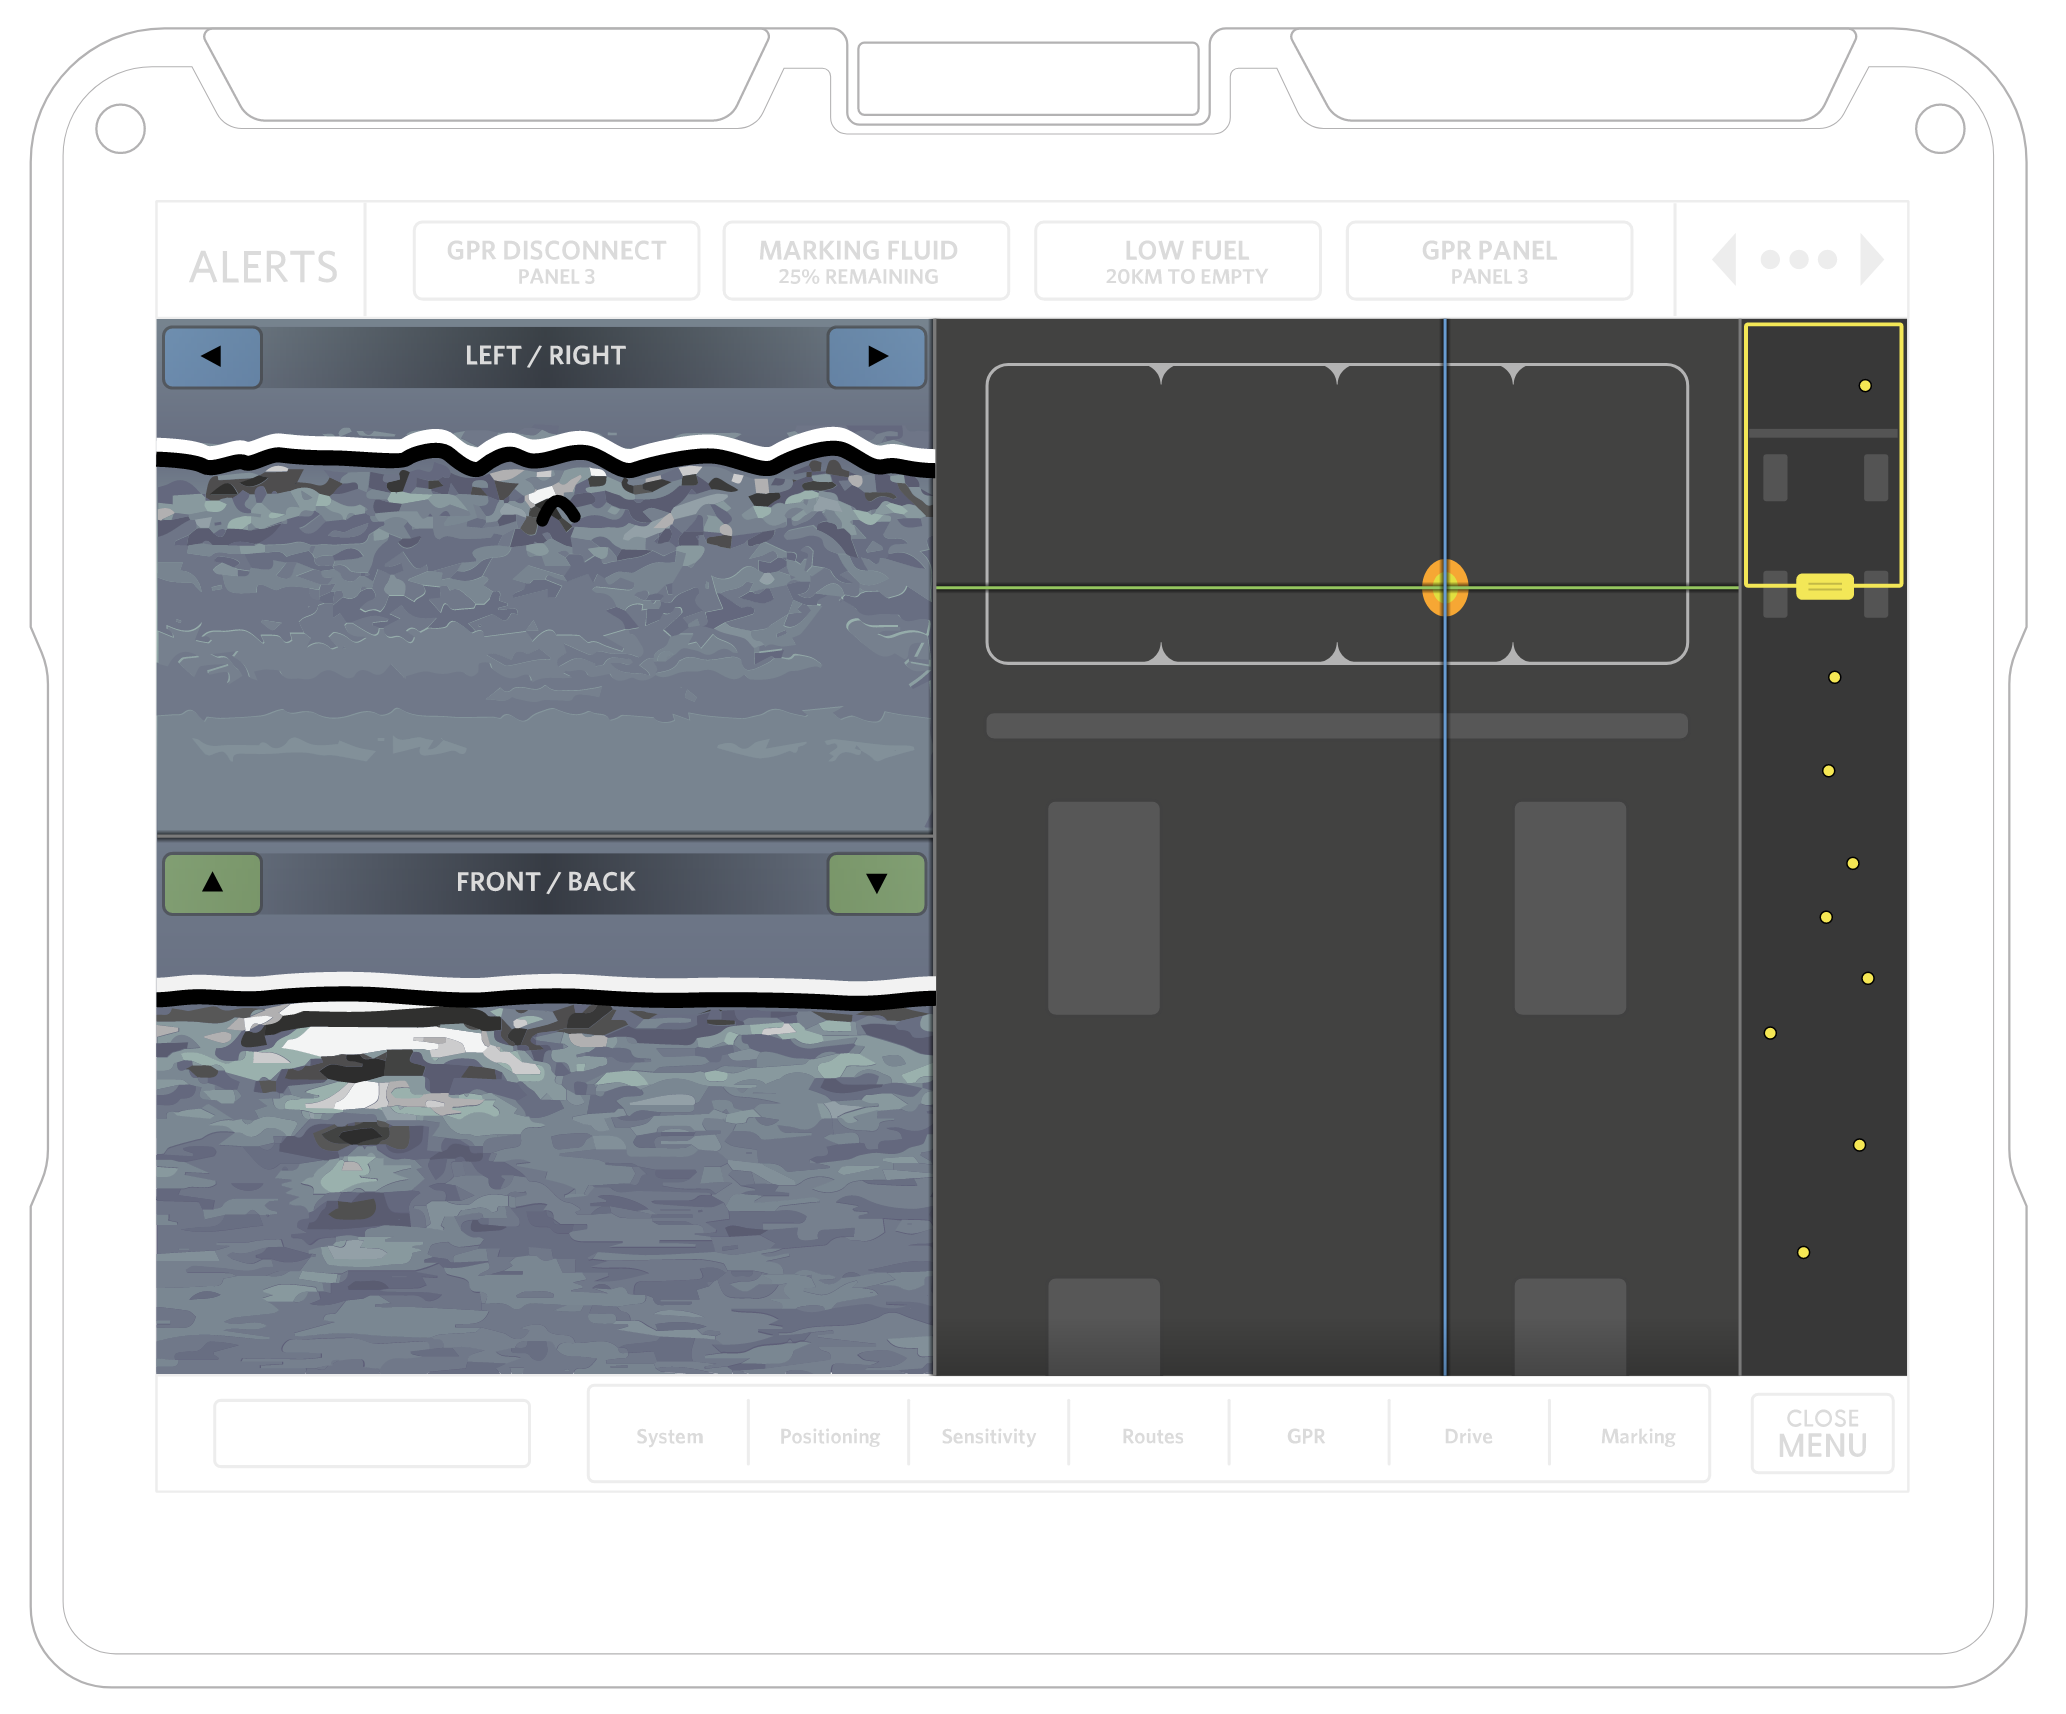 ALERTS
GPR DISCONNECT
PANEL 3
MARKING FLUID
25% REMAINING
LOW FUEL
20KM TO EMPTY
GPR PANEL
PANEL 3
LEFT / RIGHT
FRONT / BACK
System
Positioning
Sensitivity
Routes
GPR
Drive
Marking
CLOSE
MENU